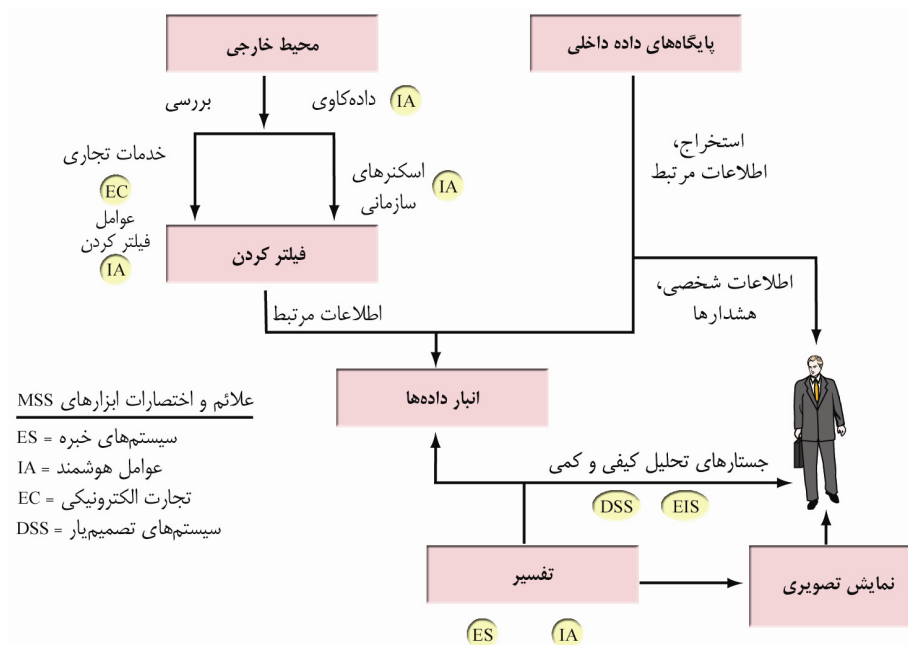 محیط خارجی
پایگاه‌های داده داخلی
بررسی
داده‌کاوی
IA
خدمات تجاری
EC
عوامل
فیلتر کردن
IA
اسکنرهای
سازمانی
IA
استخراج،
اطلاعات مرتبط
فیلتر کردن
اطلاعات مرتبط
اطلاعات شخصی،
هشدارها
انبار داده‌ها
علائم و اختصارات ابزارهای MSS
ES = سیستم‌های خبره
IA = عوامل هوشمند
EC = تجارت الکترونیکی
DSS = سیستم‌های تصمیم‌یار
جستارهای تحلیل کیفی و کمی
DSS
EIS
تفسیر
نمایش تصویری
ES
IA